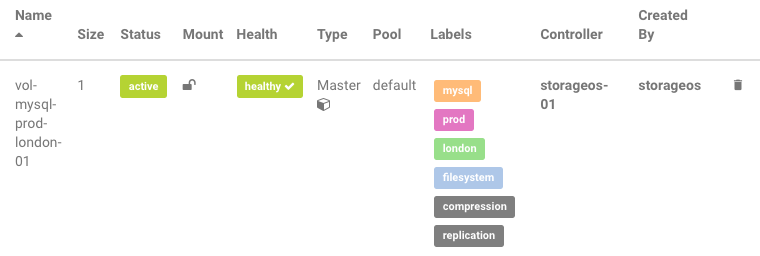 Name Size Status Mount Health Type Pool Labels Controller Created
By
vol-
mysql-
prod-
london-
01
1
active
healthy
Master
default
mysql
prod
london
filesystem
compression
replication
storageos-
01
storageos